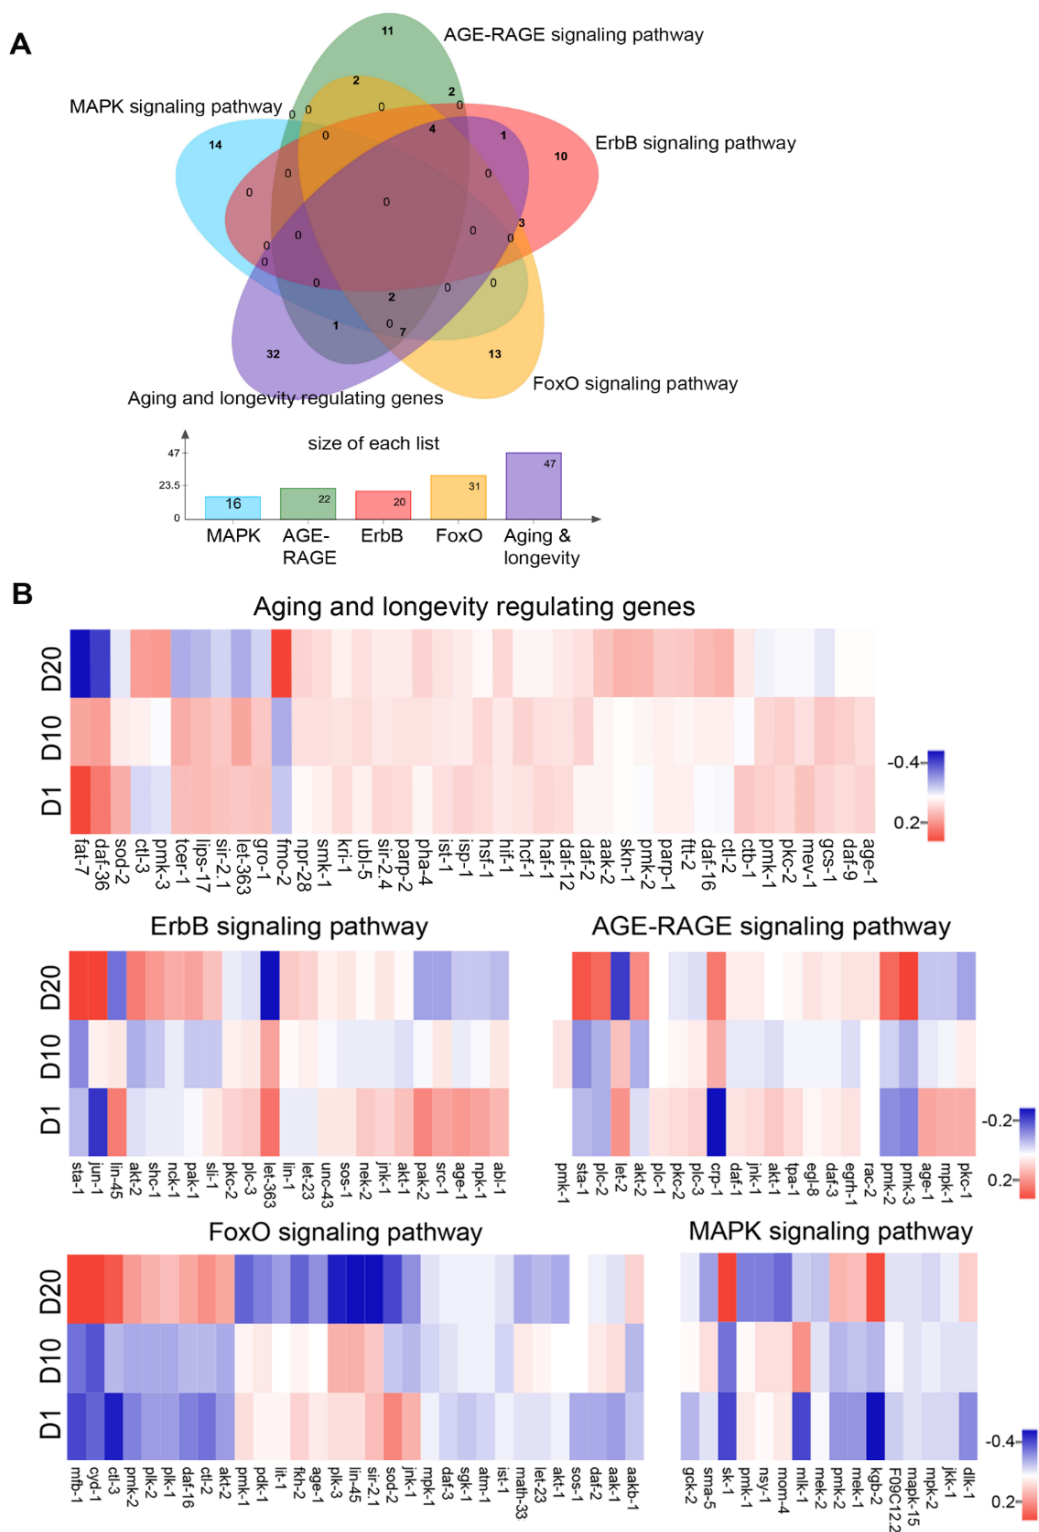 A
AGE-RAGE signaling pathway
MAPK signaling pathway
ErbB signaling pathway
FoxO signaling pathway
Aging and longevity regulating genes
11
2
2
0
0
0
0
0
4
1
14
10
0
0
0
0
3
0
0
0
0
0
0
0
0
2
1
0
7
32
13
size of each list
47
23.5
0
16
22
20
31
47
MAPK AGE-RAGE ErbB FoxO Aging & longevity
B
Aging and longevity regulating genes
D20
D10
D1
fat-7 daf-36 sod-2 ctl-3 pmk-3 tcer-1 lips-17 sir-2.1 let-363 gro-1 fmo-2 npr-28 smk-1 kri-1 ubl-5 sir-2.4 parp-2 pha-4 ist-1 isp-1 hsf-1 hif-1 hcf-1 haf-1 daf-12 daf-2 aak-2 skn-1 pmk-2 parp-1 ftt-2 daf-16 ctl-2 ctb-1 pmk-1 pkc-2 mev-1 gcs-1 daf-9 age-1
-0.4
0.2
ErbB signaling pathway
D20
D10
D1
sta-1 jun-1 lin-45 akt-2 shc-1 nck-1 pak-1 sli-1 pkc-2 plc-3 let-363 lin-1 let-23 unc-43 sos-1 nek-2 jnk-1 akt-1 pak-2 src-1 age-1 npk-1 abl-1
AGE-RAGE signaling pathway
D20
D10
D1
pmk-1 sta-1 plc-2 let-2 akt-2 plc-1 pkc-2 plc-3 crp-1 daf-1 jnk-1 akt-1 tpa-1 egl-8 daf-3 egrh-1 rac-2 pmk-2 pmk-3 age-1 mpk-1 pkc-1
-0.2
0.2
FoxO signaling pathway
D20
D10
D1
mfb-1 cyd-1 ctl-3 pmk-2 plk-2 plk-1 daf-16 ctl-2 akt-2 pmk-1 pdk-1 lit-1 fkh-2 age-1 plk-3 lin-45 sir-2.1 sod-2 jnk-1 mpk-1 daf-3 sgk-1 atm-1 ist-1 math-33 let-23 akt-1 sos-1 daf-2 aak-1 aakb-1
MAPK signaling pathway
D20
D10
D1
gck-2 sma-5 sk-1 pmk-1 nsy-1 mom-4 mlk-1 mek-2 pmk-2 mek-1 kgb-2 F09C12.2 mapk-15 mpk-2 jkk-1 dlk-1
-0.4
0.2